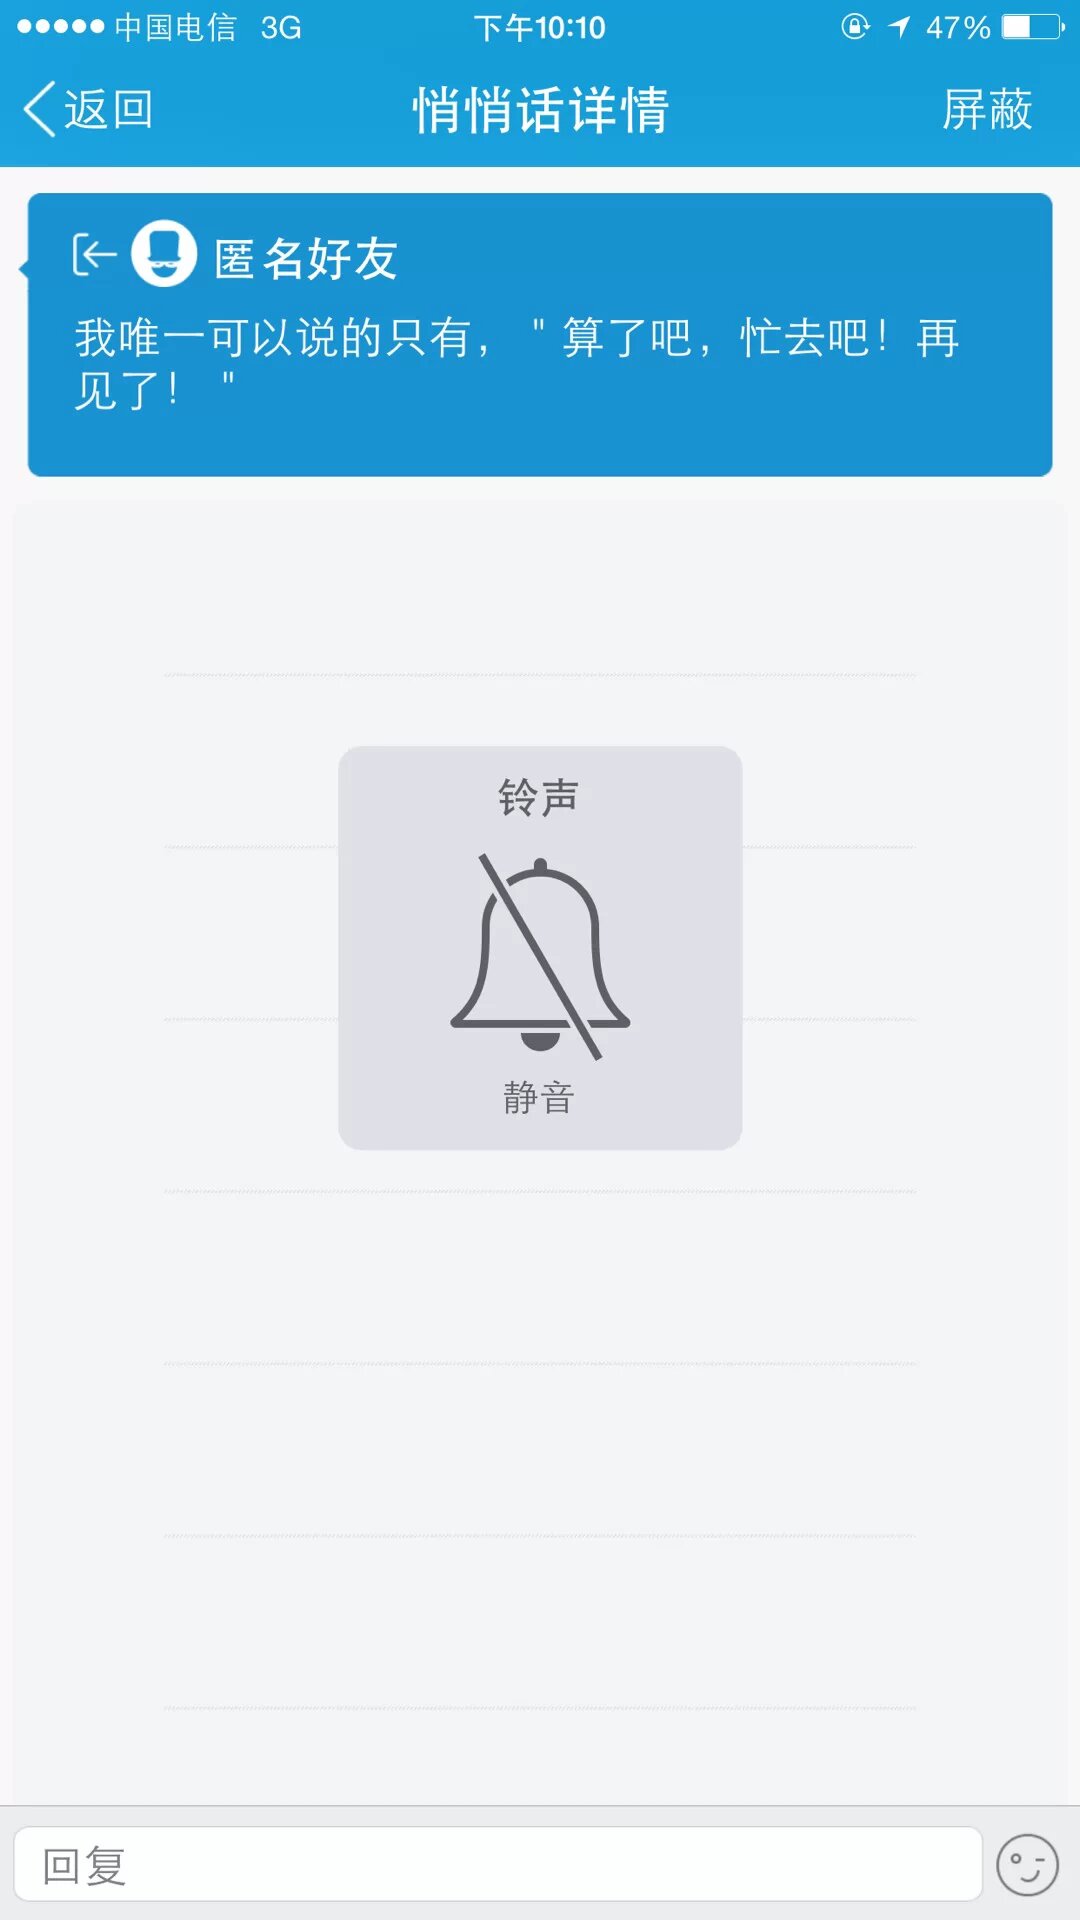 中国电信 3G 下午10:10 47%
返回 悄悄话详情 屏蔽
匿名好友
我唯一可以说的只有，"算了吧，忙去吧！再
见了！"
铃声
静音
回复